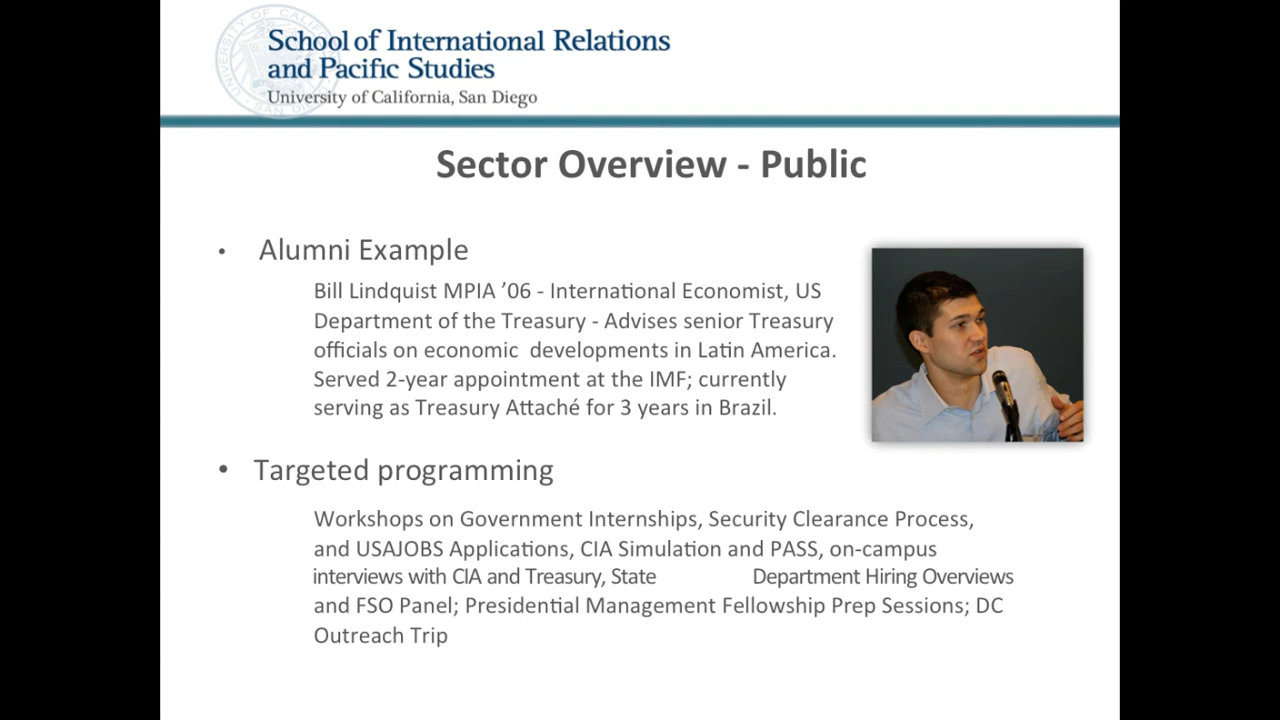 School of International Relations
and Pacific Studies
University of California, San Diego
Sector Overview - Public
• Alumni Example
Bill Lindquist MPIA ’06 - International Economist, US
Department of the Treasury - Advises senior Treasury
officials on economic  developments in Latin America.
Served 2-year appointment at the IMF; currently
serving as Treasury Attaché for 3 years in Brazil.
• Targeted programming
Workshops on Government Internships, Security Clearance Process,
and USAJOBS Applications, CIA Simulation and PASS, on-campus
interviews with CIA and Treasury, State Department Hiring Overviews
and FSO Panel; Presidential Management Fellowship Prep Sessions; DC
Outreach Trip